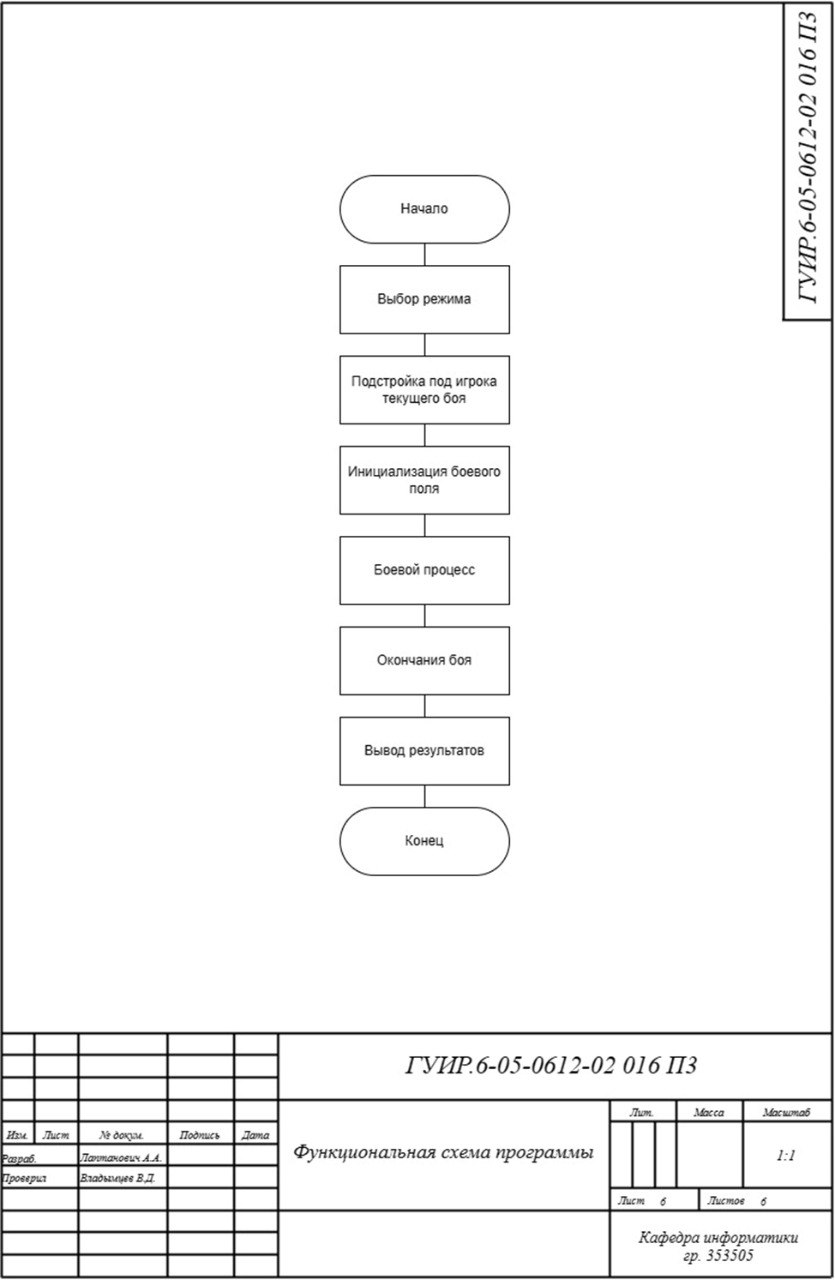 ГУИР.6-05-0612-02 016 ПЗ
Начало
Выбор режима
Подстройка под игрока
текущего боя
Инициализация боевого
поля
Боевой процесс
Окончания боя
Вывод результатов
Конец
ГУИР.6-05-0612-02 016 ПЗ
Лит. Масса Масштаб
Изм. Лист № докум. Подпись Дата
Функциональная схема программы
1:1
Разраб. Лаптанович А.А.
Проверил Владымцев В.Д.
Лист 6 Листов 6
Кафедра информатики
гр. 353505